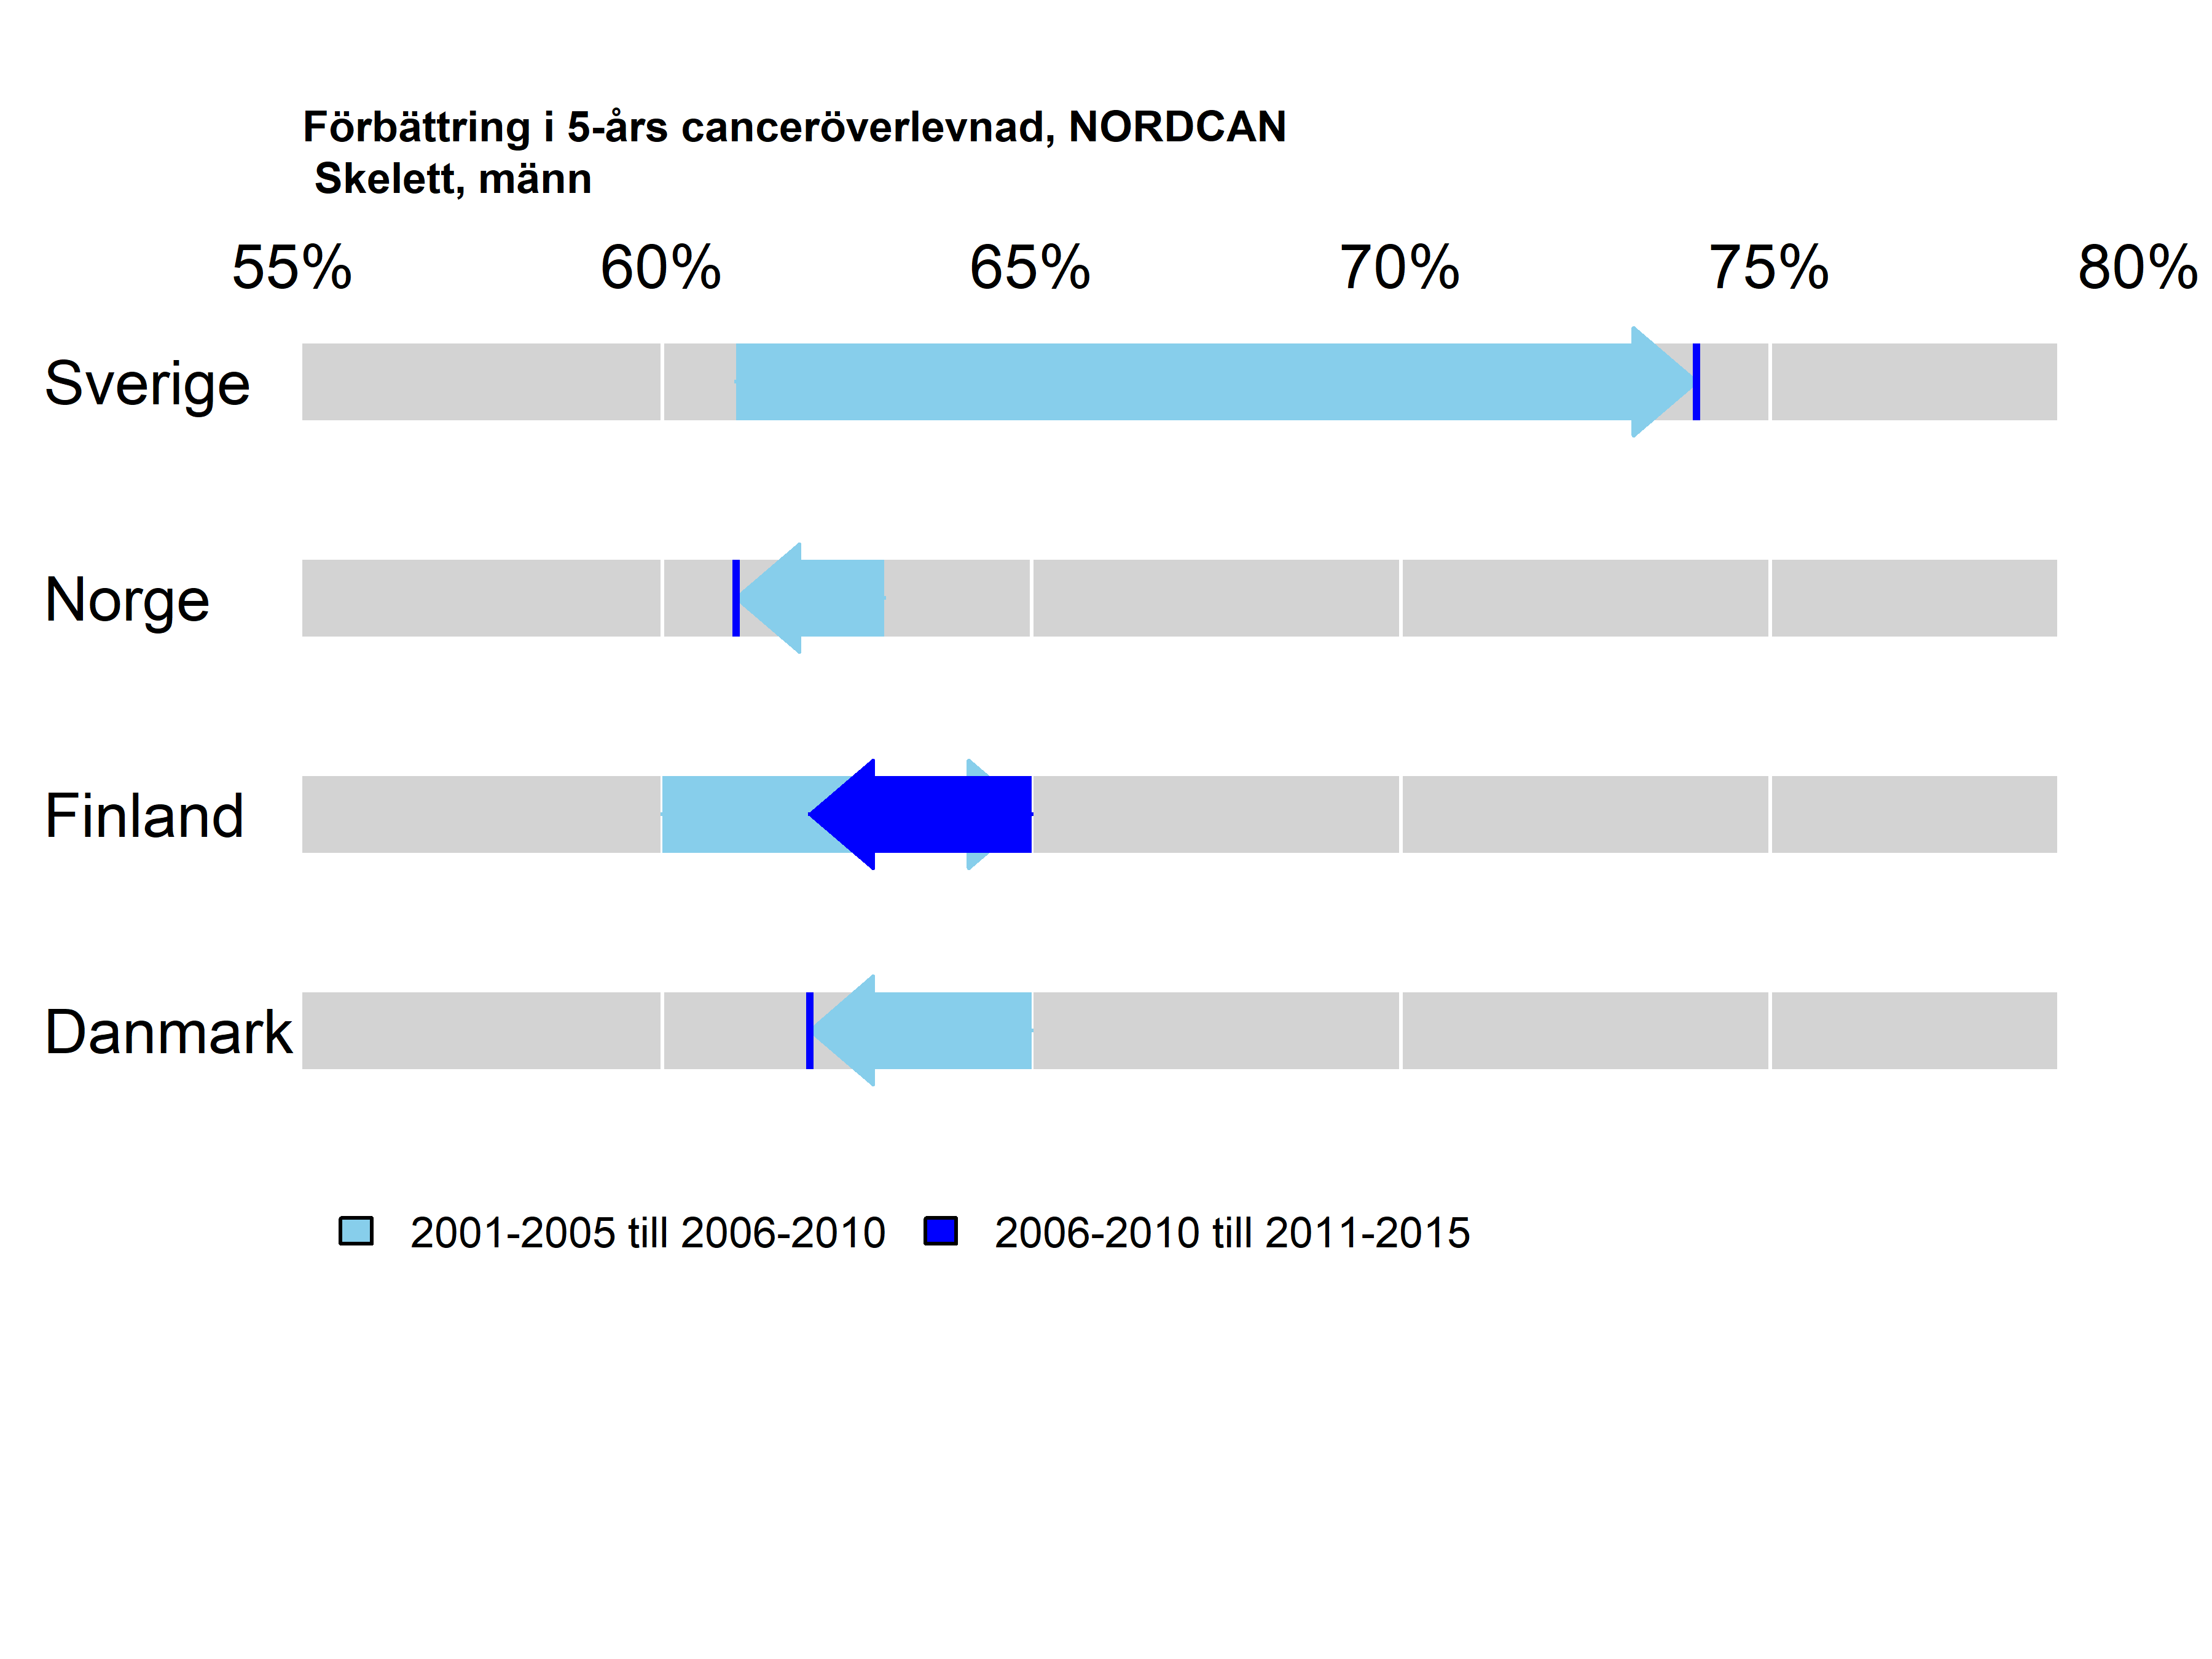 Förbättring i 5-års canceröverlevnad, NORDCAN
Skelett, männ
55% 60% 65% 70% 75% 80%
Sverige
Norge
Finland
Danmark
2001-2005 till 2006-2010 2006-2010 till 2011-2015